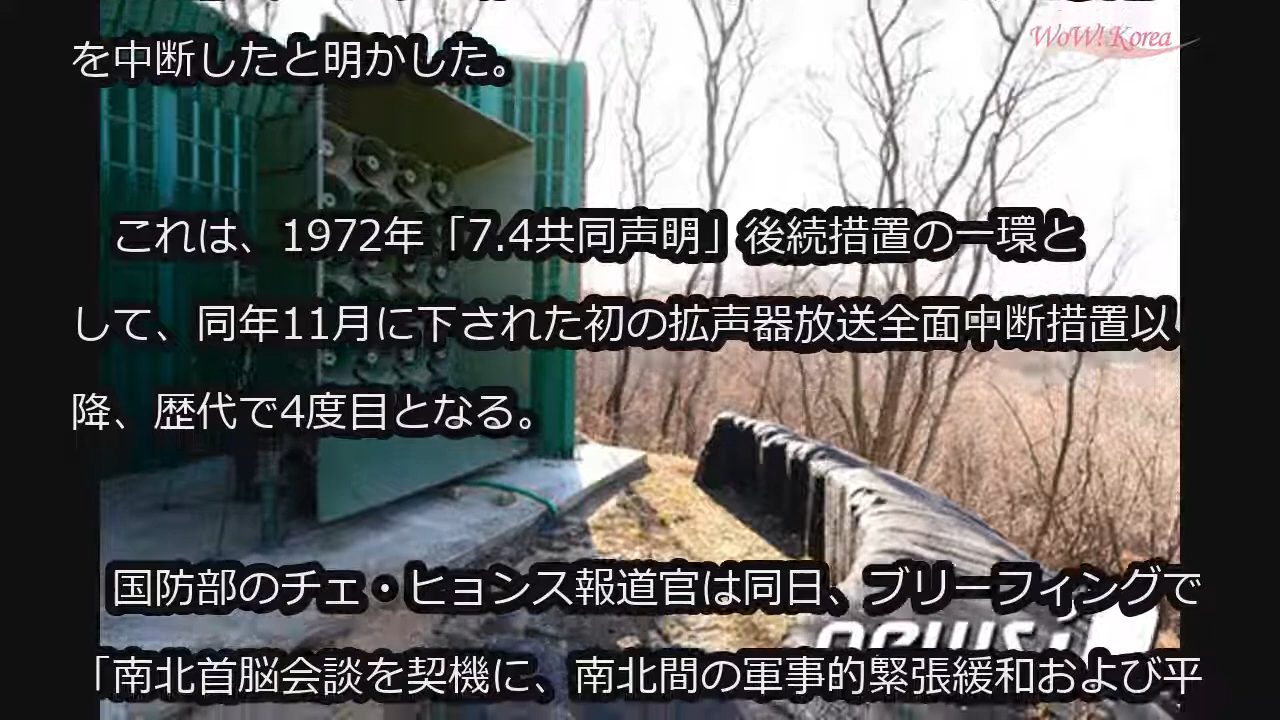 WoW! Korea
を中断したと明かした。
これは、1972年「7.4共同声明」後続措置の一環と
して、同年11月に下された初の拡声器放送全面中断措置以
降、歴代で4度目となる。
国防部のチェ・ヒョンス報道官は同日、ブリーフィングで
news1
「南北首脳会談を契機に、南北間の軍事的緊張緩和および平